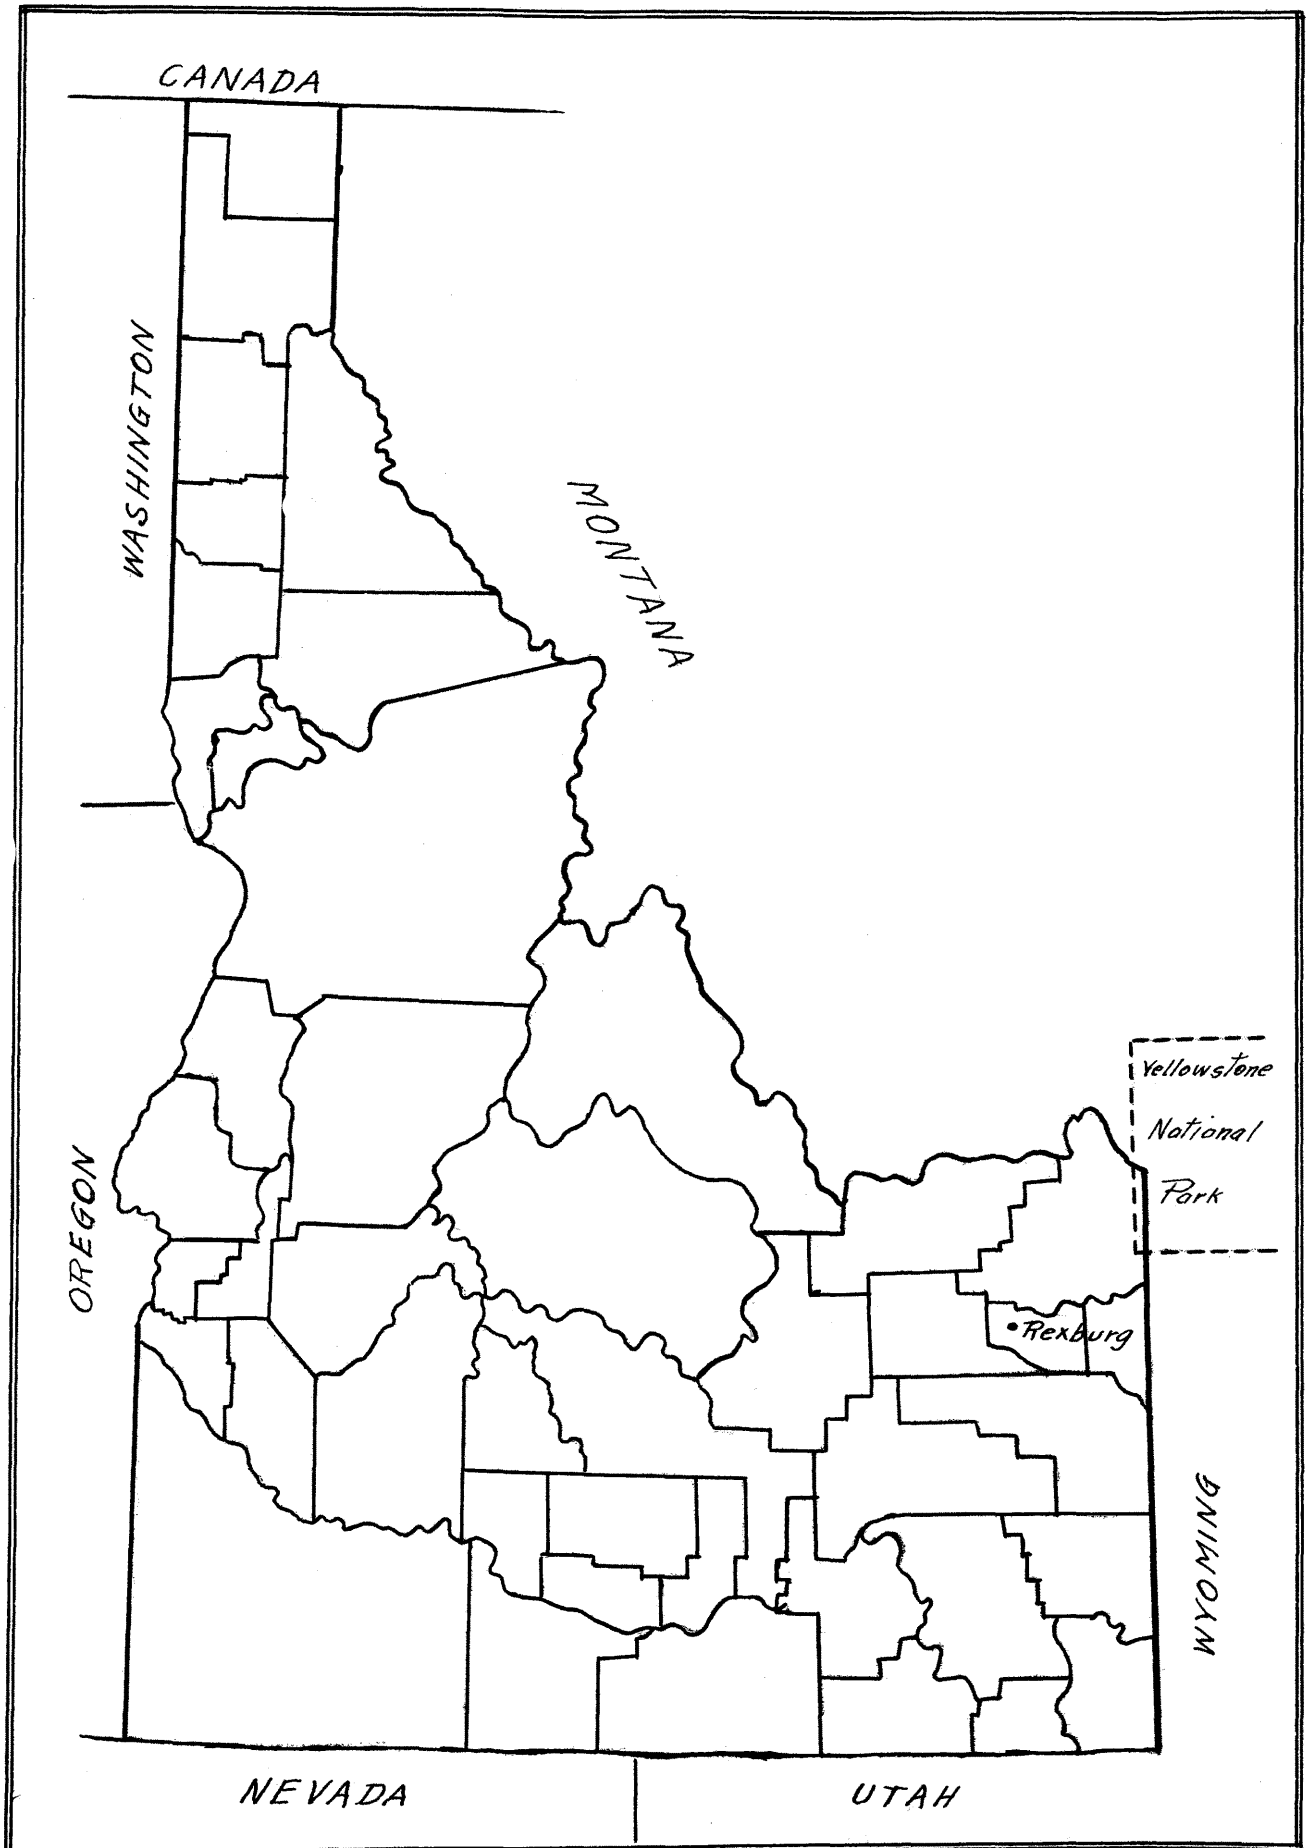 CANADA
WASHINGTON
MONTANA
Yellowstone
National
Park
OREGON
Rexburg
WYOMING
NEVADA
UTAH